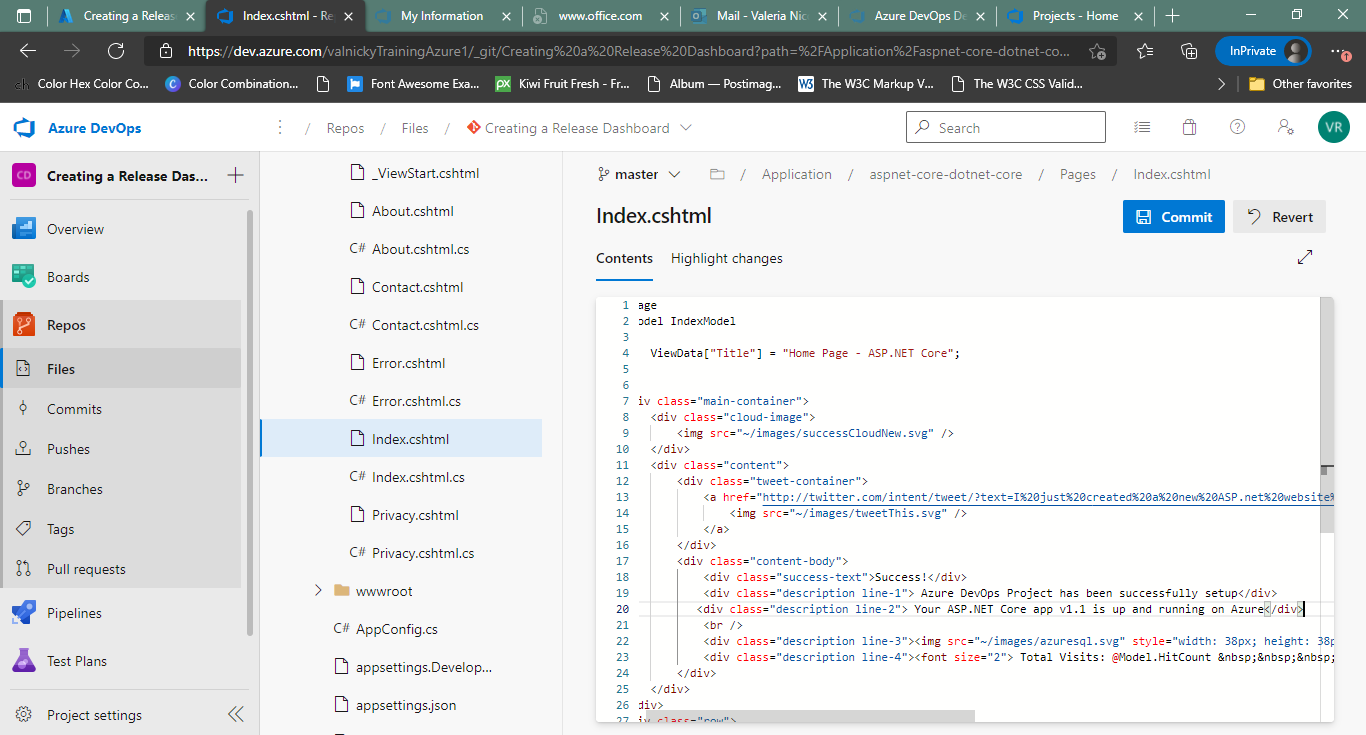 Creating a Releas
Index.cshtml - Re
My Information
www.office.com
Mail - Valeria Nic
Azure DevOps De
Projects - Home
https://dev.azure.com/valnickyTrainingAzure1/_git/Creating%20a%20Release%20Dashboard?path=%2FApplication%2Faspnet-core-dotnet-co...
InPrivate
ch Color Hex Color Co...
Color Combination...
Font Awesome Exa...
px Kiwi Fruit Fresh - Fr...
Album — Postimag...
W3 The W3C Markup V...
The W3C CSS Valid...
Other favorites
Azure DevOps
/ Repos / Files / Creating a Release Dashboard
Search
VR
CD Creating a Release Das...
Overview
Boards
Repos
Files
Commits
Pushes
Branches
Tags
Pull requests
Pipelines
Test Plans
Project settings
_ViewStart.cshtml
About.cshtml
C# About.cshtml.cs
Contact.cshtml
C# Contact.cshtml.cs
Error.cshtml
C# Error.cshtml.cs
Index.cshtml
C# Index.cshtml.cs
Privacy.cshtml
C# Privacy.cshtml.cs
wwwroot
C# AppConfig.cs
appsettings.Develop...
appsettings.json
master / Application / aspnet-core-dotnet-core / Pages / Index.cshtml
Index.cshtml
Commit
Revert
Contents
Highlight changes
1 age
2 odel IndexModel
3
4 ViewData["Title"] = "Home Page - ASP.NET Core";
5
6
7 iv class="main-container">
8 <div class="cloud-image">
9 <img src="~/images/successCloudNew.svg" />
10 </div>
11 <div class="content">
12 <div class="tweet-container">
13 <a href="http://twitter.com/intent/tweet/?text=I%20just%20created%20a%20new%20ASP.net%20website%
14 <img src="~/images/tweetThis.svg" />
15 </a>
16 </div>
17 <div class="content-body">
18 <div class="success-text">Success!</div>
19 <div class="description line-1"> Azure DevOps Project has been successfully setup</div>
20 <div class="description line-2"> Your ASP.NET Core app v1.1 is up and running on Azure</div>
21 <br />
22 <div class="description line-3"><img src="~/images/azuresql.svg" style="width: 38px; height: 38p
23 <div class="description line-4"><font size="2"> Total Visits: @Model.HitCount &nbsp;&nbsp;&nbsp;
24 </div>
25 </div>
26 div>
27 iv class="row">